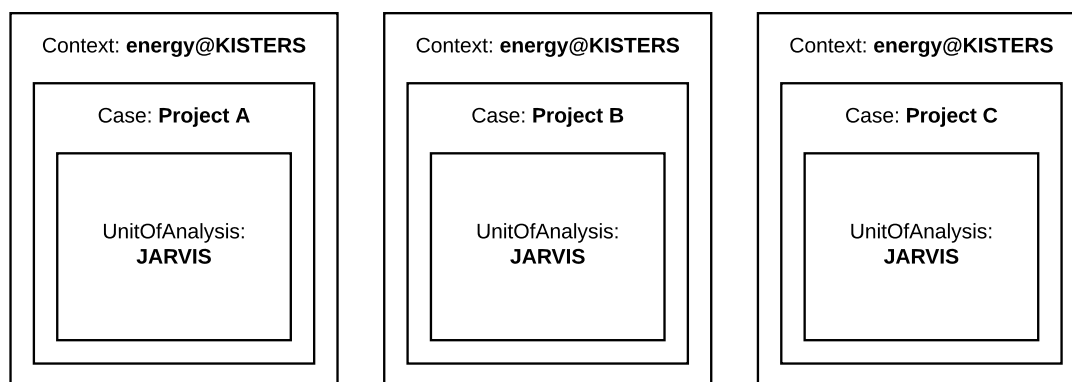 Context: energy@KISTERS
Case: Project A
UnitOfAnalysis:
JARVIS
Context: energy@KISTERS
Case: Project B
UnitOfAnalysis:
JARVIS
Context: energy@KISTERS
Case: Project C
UnitOfAnalysis:
JARVIS